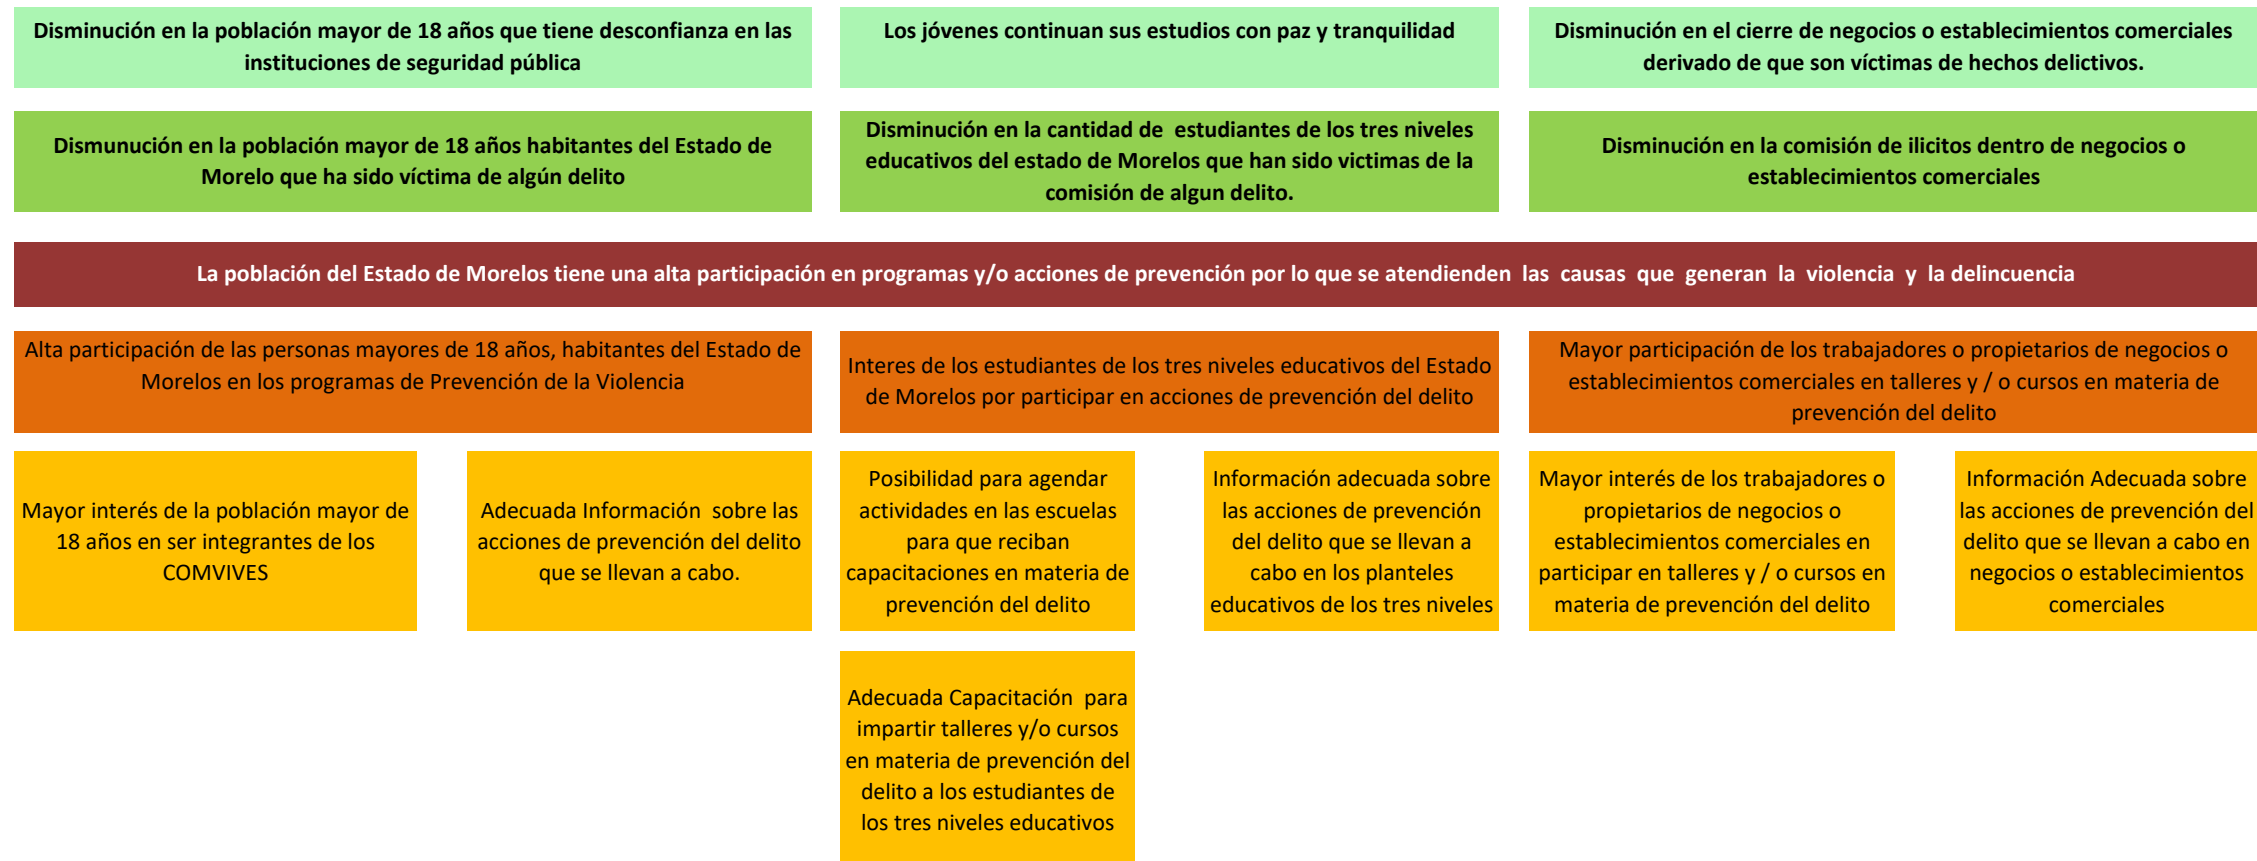 Disminución en la población mayor de 18 años que tiene desconfianza en las
instituciones de seguridad pública
Los jóvenes continuan sus estudios con paz y tranquilidad
Disminución en el cierre de negocios o establecimientos comerciales
derivado de que son víctimas de hechos delictivos.
Dismunución en la población mayor de 18 años habitantes del Estado de
Morelo que ha sido víctima de algún delito
Disminución en la cantidad de estudiantes de los tres niveles
educativos del estado de Morelos que han sido victimas de la
comisión de algun delito.
Disminución en la comisión de ilicitos dentro de negocios o
establecimientos comerciales
La población del Estado de Morelos tiene una alta participación en programas y/o acciones de prevención por lo que se atendienden las causas que generan la violencia y la delincuencia
Alta participación de las personas mayores de 18 años, habitantes del Estado de
Morelos en los programas de Prevención de la Violencia
Interes de los estudiantes de los tres niveles educativos del Estado
de Morelos por participar en acciones de prevención del delito
Mayor participación de los trabajadores o propietarios de negocios o
establecimientos comerciales en talleres y / o cursos en materia de
prevención del delito
Mayor interés de la población mayor de
18 años en ser integrantes de los
COMVIVES
Adecuada Información sobre las
acciones de prevención del delito
que se llevan a cabo.
Posibilidad para agendar
actividades en las escuelas
para que reciban
capacitaciones en materia de
prevención del delito
Información adecuada sobre
las acciones de prevención
del delito que se llevan a
cabo en los planteles
educativos de los tres niveles
Mayor interés de los trabajadores o
propietarios de negocios o
establecimientos comerciales en
participar en talleres y / o cursos en
materia de prevención del delito
Información Adecuada sobre
las acciones de prevención del
delito que se llevan a cabo en
negocios o establecimientos
comerciales
Adecuada Capacitación para
impartir talleres y/o cursos
en materia de prevención del
delito a los estudiantes de
los tres niveles educativos